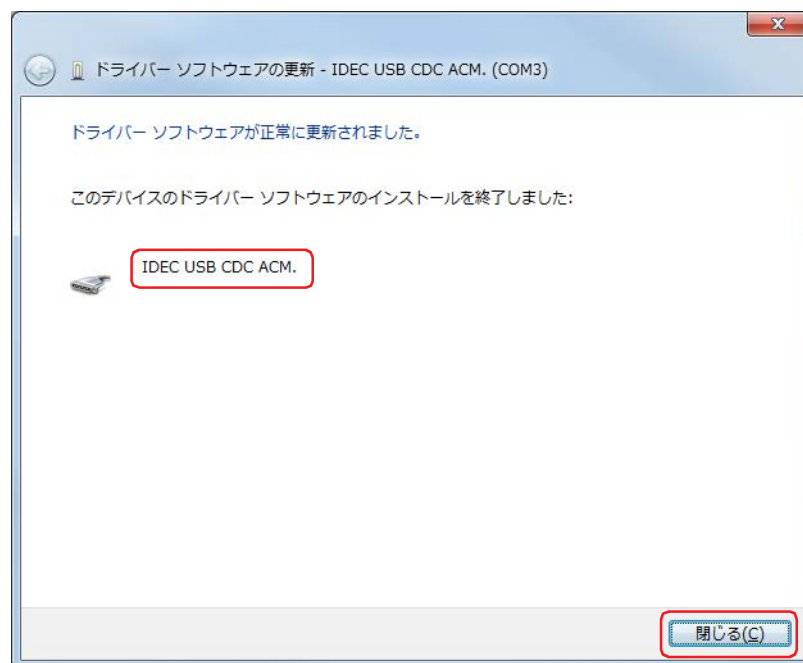 ドライバー ソフトウェアの更新 - IDEC USB CDC ACM. (COM3)
ドライバー ソフトウェアが正常に更新されました。
このデバイスのドライバー ソフトウェアのインストールを終了しました:
IDEC USB CDC ACM.
閉じる(C)